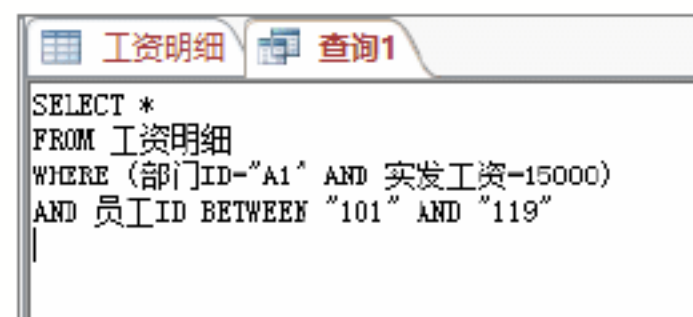 工资明细 查询1
SELECT *
FROM 工资明细
WHERE (部门ID="A1" AND 实发工资=15000)
AND 员工ID BETWEEN "101" AND "119"